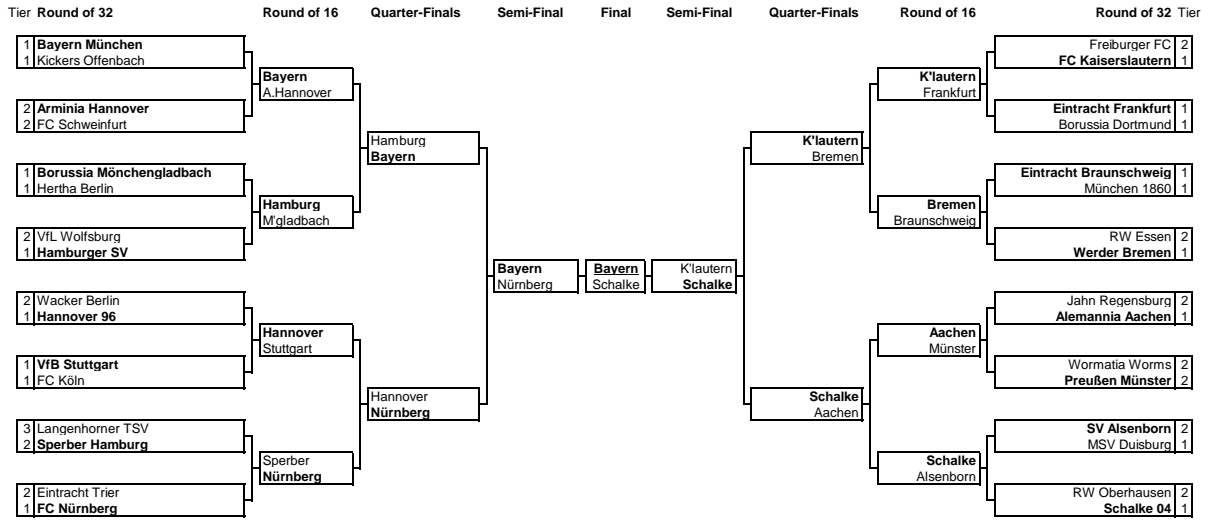 Tier Round of 32 Round of 16 Quarter-Finals Semi-Final Final Semi-Final Quarter-Finals Round of 16 Round of 32 Tier
1 Bayern München
1 Kickers Offenbach
2 Arminia Hannover
2 FC Schweinfurt
1 Borussia Mönchengladbach
1 Hertha Berlin
2 VfL Wolfsburg
1 Hamburger SV
2 Wacker Berlin
1 Hannover 96
1 VfB Stuttgart
1 FC Köln
3 Langenhorner TSV
2 Sperber Hamburg
2 Eintracht Trier
1 FC Nürnberg
Bayern
A.Hannover
Hamburg
M'gladbach
Hannover
Stuttgart
Sperber
Nürnberg
Hamburg
Bayern
Hannover
Nürnberg
Bayern
Nürnberg
Bayern
Schalke
K'lautern
Schalke
K'lautern
Bremen
Schalke
Aachen
K'lautern
Frankfurt
Bremen
Braunschweig
Aachen
Münster
Schalke
Alsenborn
Freiburger FC 2
FC Kaiserslautern 1
Eintracht Frankfurt 1
Borussia Dortmund 1
Eintracht Braunschweig 1
München 1860 1
RW Essen 2
Werder Bremen 1
Jahn Regensburg 2
Alemannia Aachen 1
Wormatia Worms 2
Preußen Münster 2
SV Alsenborn 2
MSV Duisburg 1
RW Oberhausen 2
Schalke 04 1